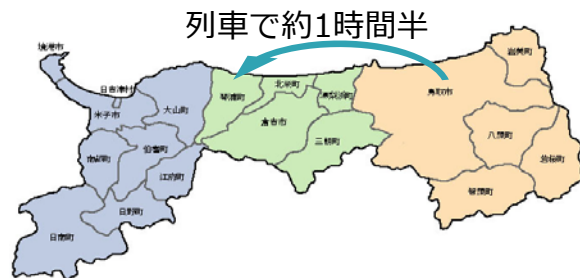 列車で約1時間半
境港市
日吉津村
米子市
大山町
琴浦町
北栄町
湯梨浜町
鳥取市
岩美町
倉吉市
三朝町
八頭町
若桜町
智頭町
南部町
伯耆町
江府町
日野町
日南町